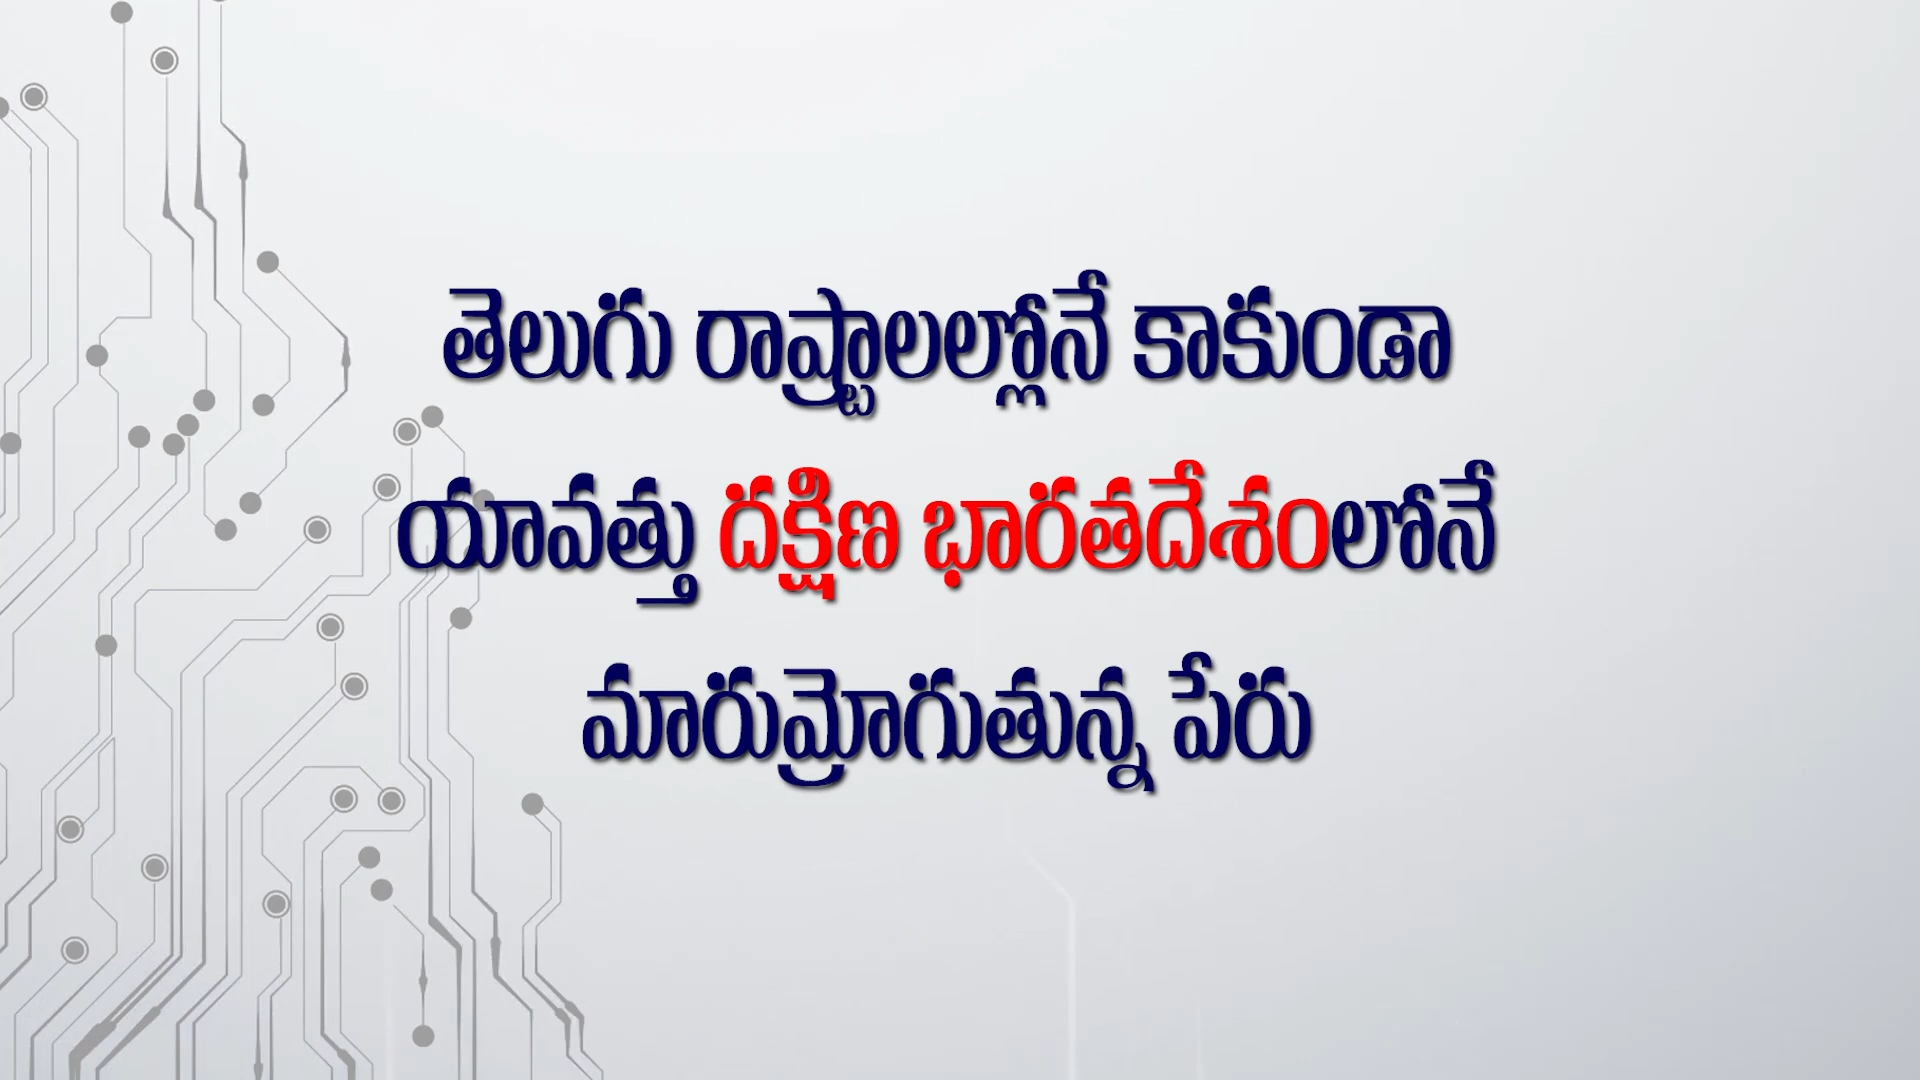 తెలుగు రాష్ట్రాలల్లోనే కాకుండా
యావత్తు దక్షిణ భారతదేశంలోనే
మారుమ్రోగుతున్న పేరు